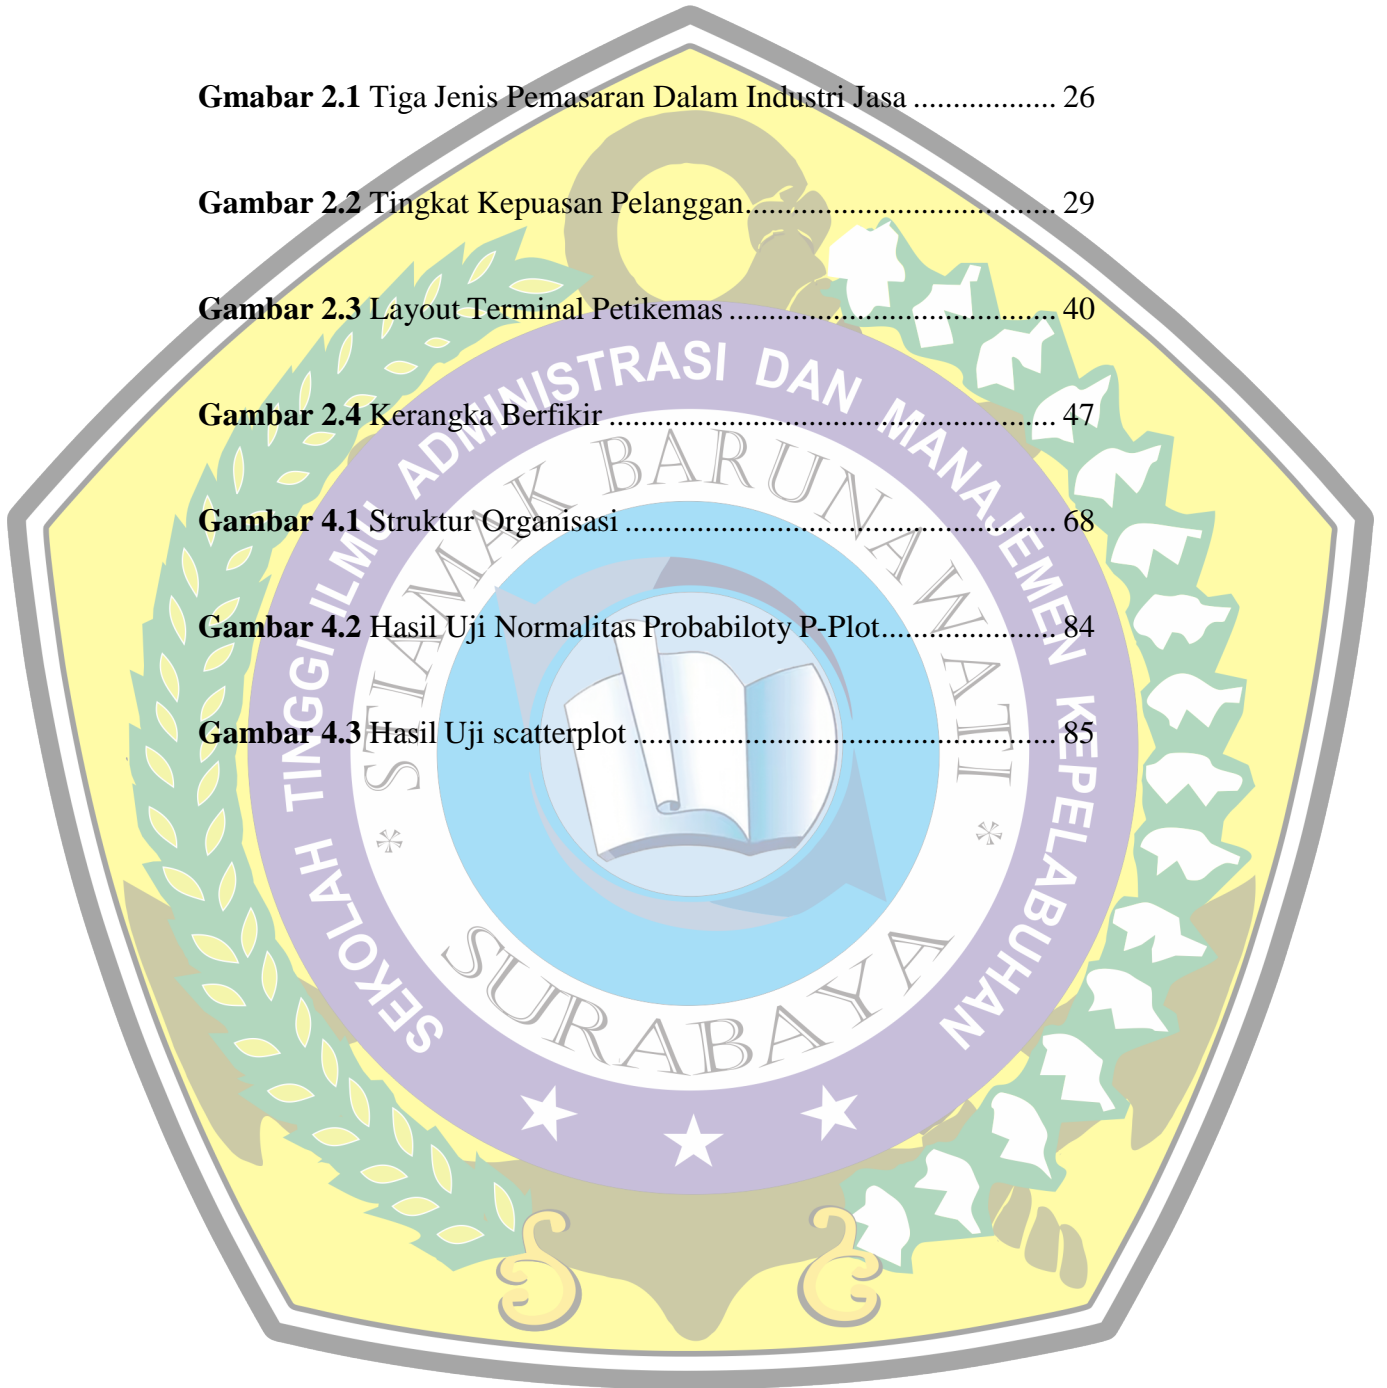 Gmabar 2.1 Tiga Jenis Pemasaran Dalam Industri Jasa .................. 26
Gambar 2.2 Tingkat Kepuasan Pelanggan....................................... 29
Gambar 2.3 Layout Terminal Petikemas ......................................... 40
Gambar 2.4 Kerangka Berfikir ........................................................ 47
Gambar 4.1 Struktur Organisasi ...................................................... 68
Gambar 4.2 Hasil Uji Normalitas Probabiloty P-Plot...................... 84
Gambar 4.3 Hasil Uji scatterplot ..................................................... 85
SEKOLAH TINGGI ILMU ADMINISTRASI DAN MANAJEMEN KEPELABUHAN
* STIAMAK BARUNAWATI *
SURABAYA